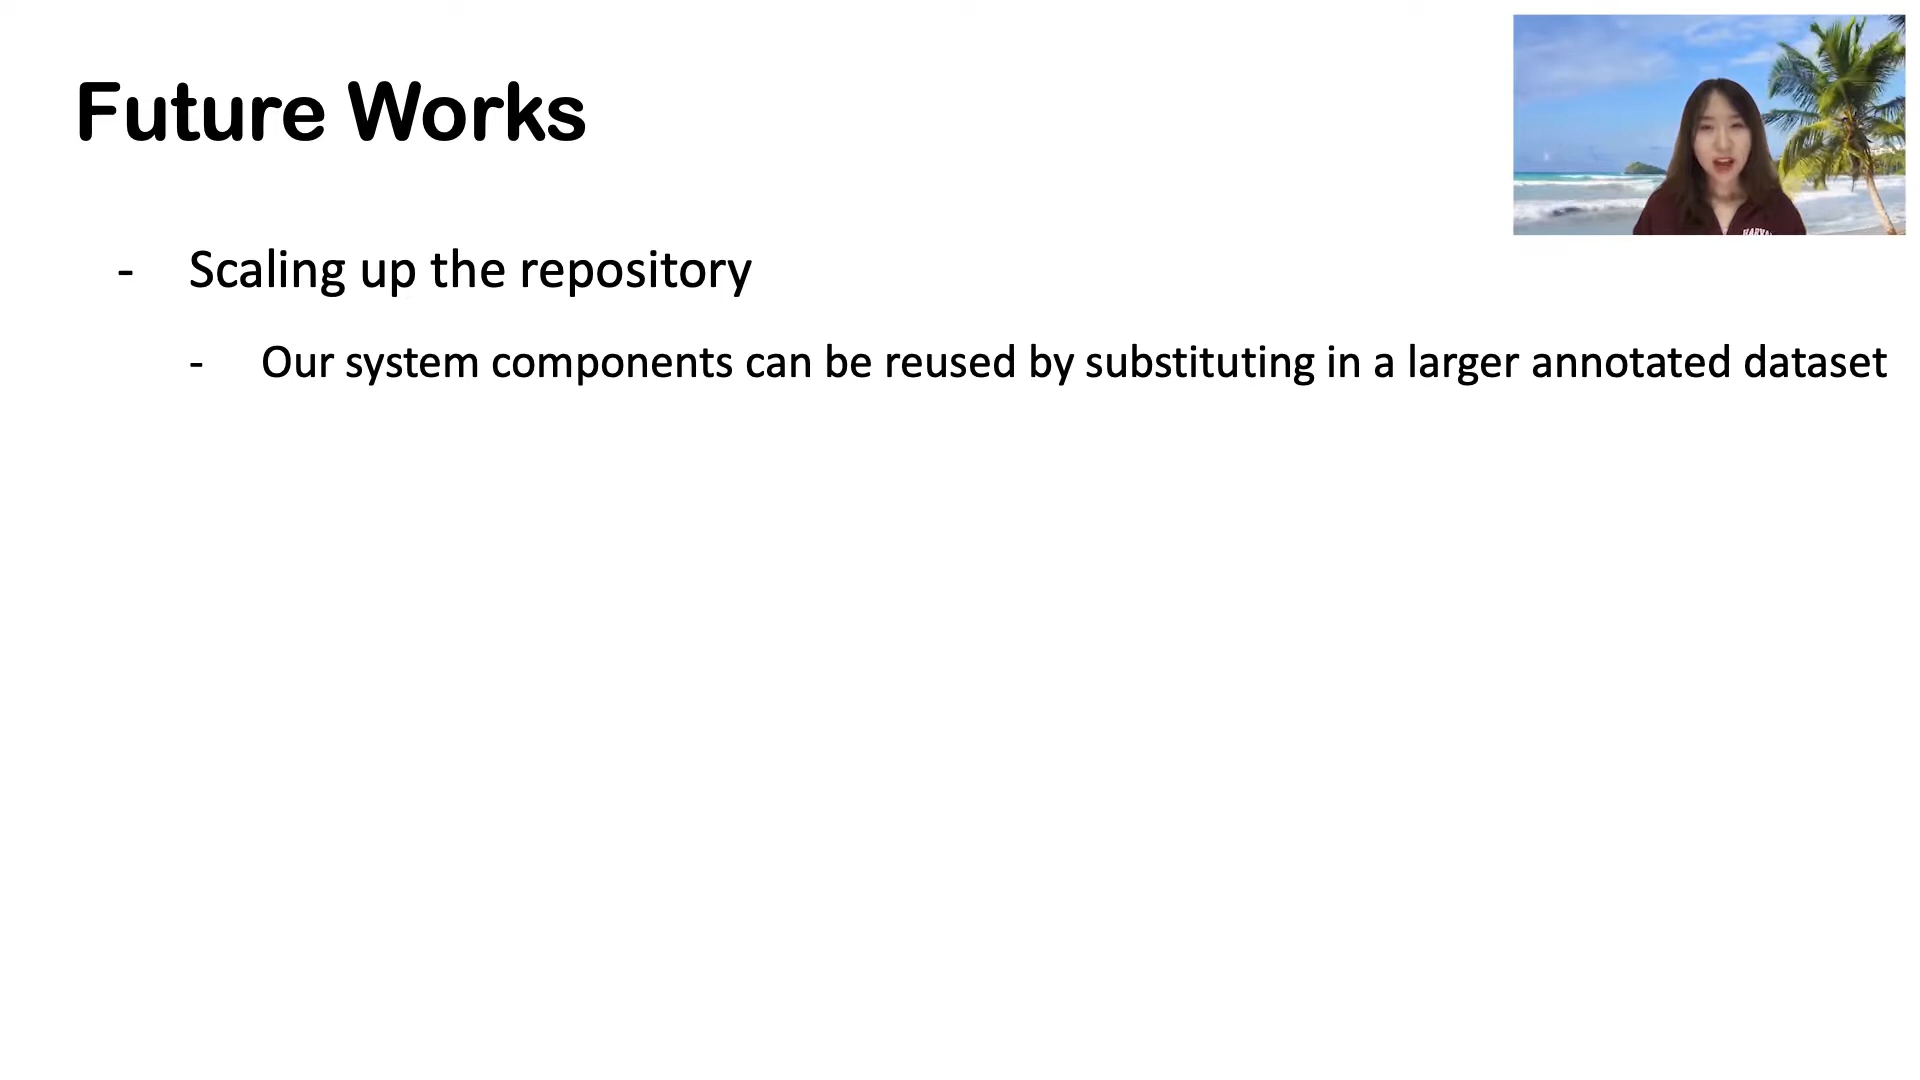 Future Works
- Scaling up the repository
- Our system components can be reused by substituting in a larger annotated dataset